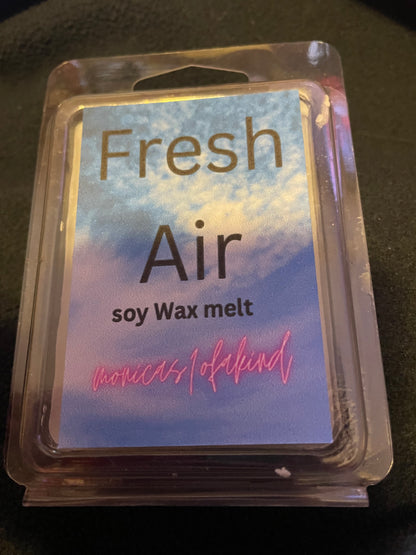 Fresh
Air
soy Wax melt
monicas1ofakind